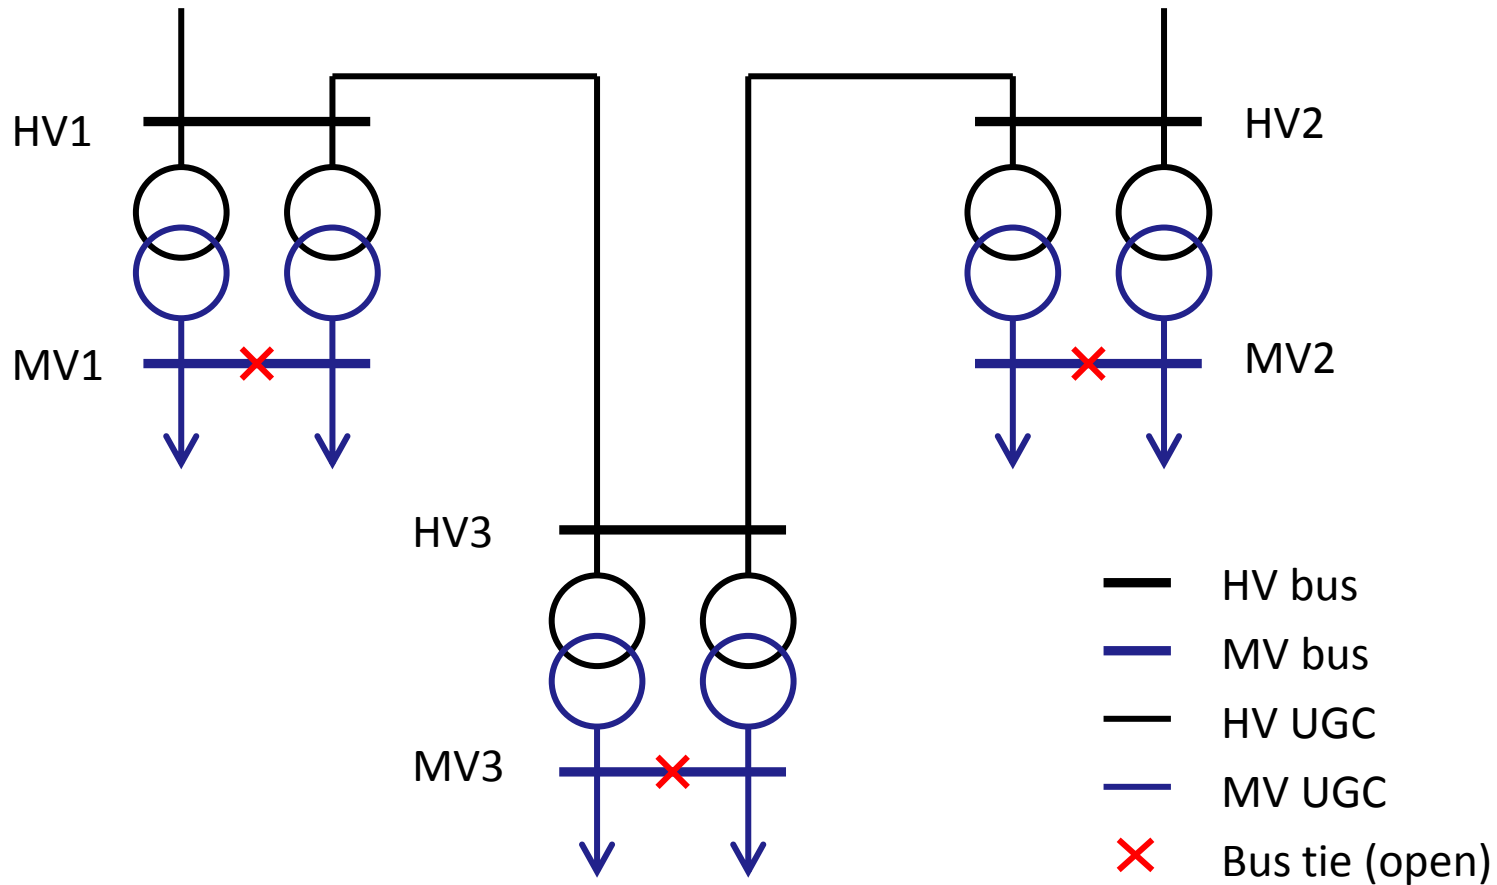 HV1
HV2
MV1
MV2
HV3
MV3
HV bus
MV bus
HV UGC
MV UGC
Bus tie (open)